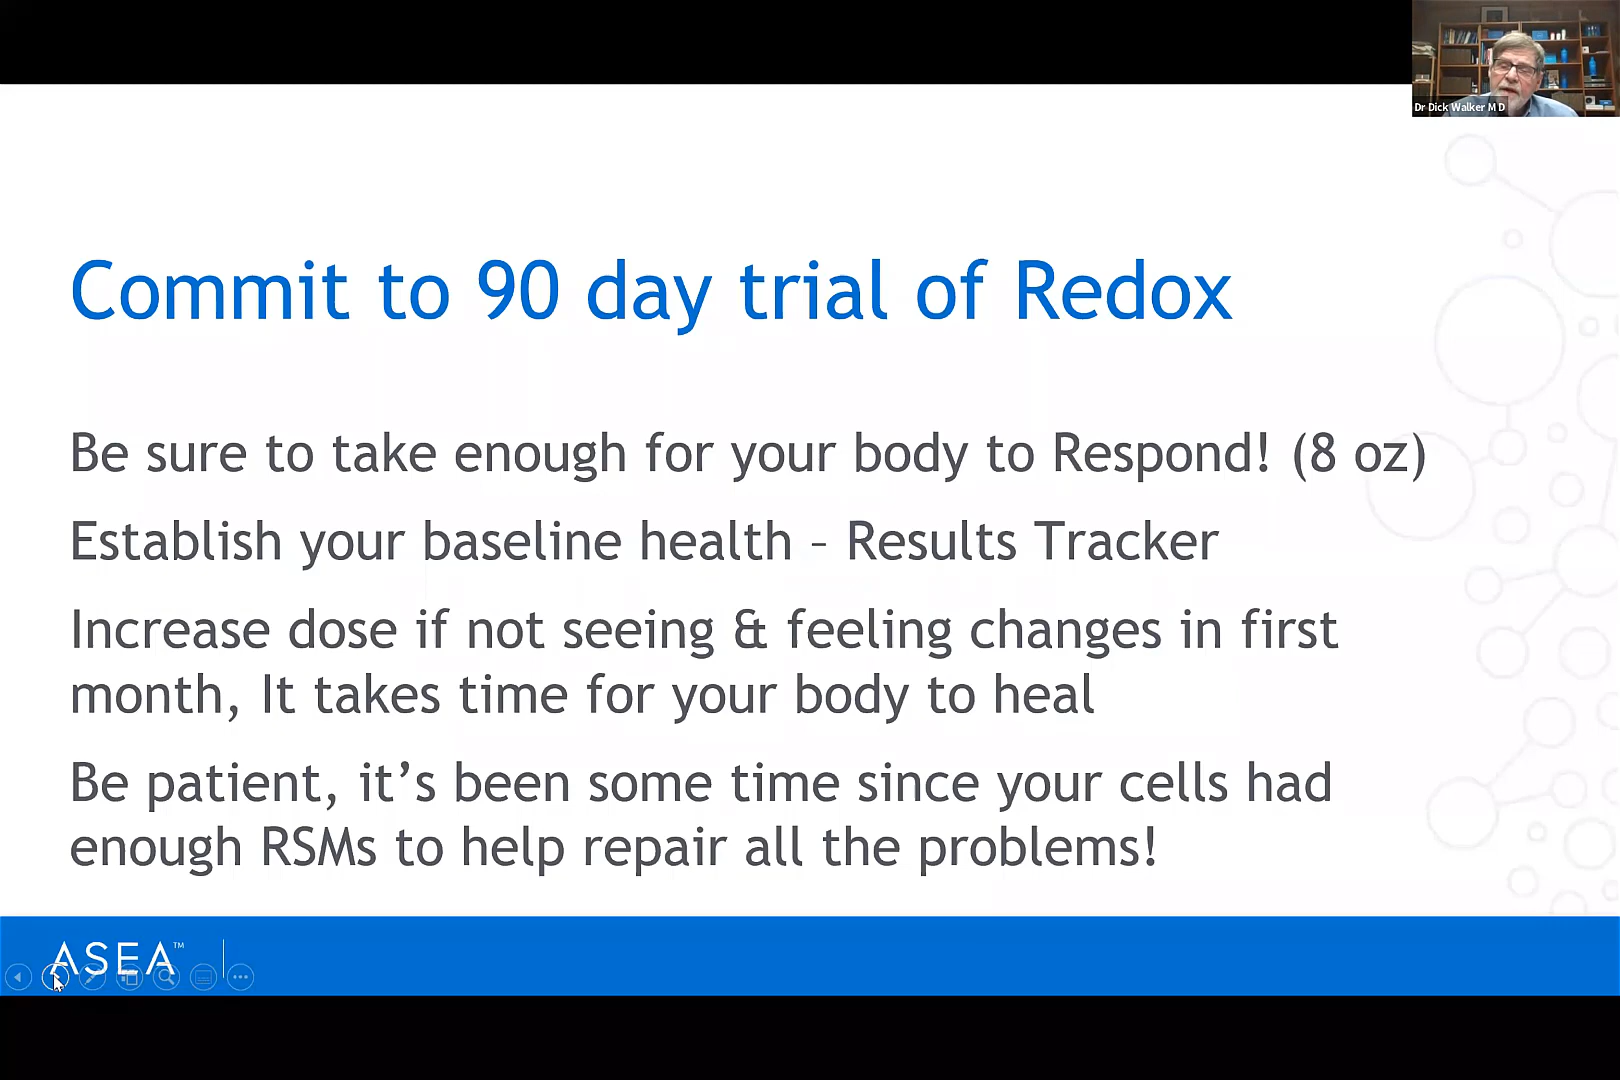 Dr Dick Walker M D
Commit to 90 day trial of Redox
Be sure to take enough for your body to Respond! (8 oz)
Establish your baseline health – Results Tracker
Increase dose if not seeing & feeling changes in first
month, It takes time for your body to heal
Be patient, it’s been some time since your cells had
enough RSMs to help repair all the problems!
ASEA™